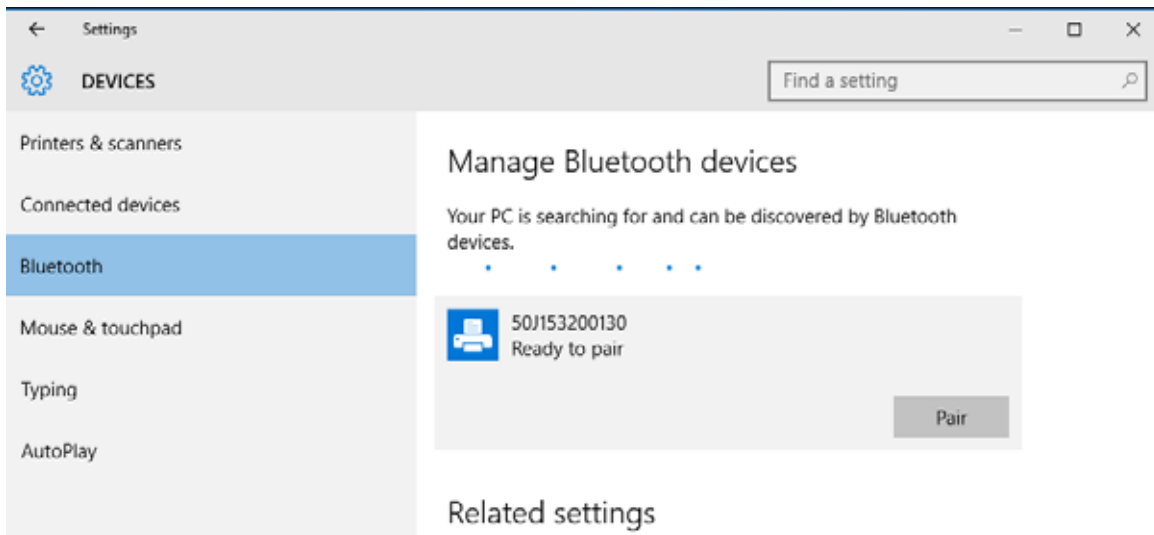 Settings
DEVICES
Find a setting
Printers & scanners
Connected devices
Bluetooth
Mouse & touchpad
Typing
AutoPlay
Manage Bluetooth devices
Your PC is searching for and can be discovered by Bluetooth
devices.
50J153200130
Ready to pair
Pair
Related settings